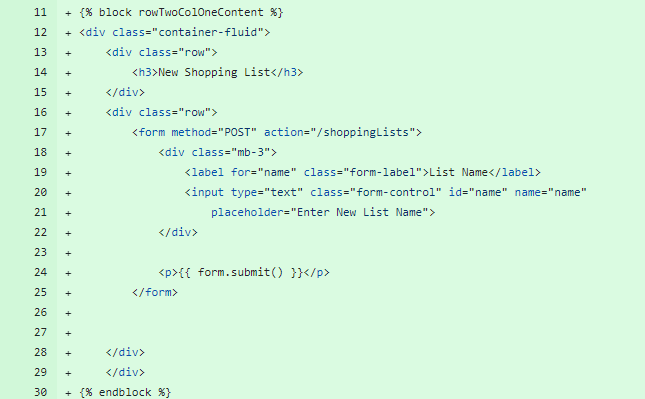 11 + {% block rowTwoColOneContent %}
12 + <div class="container-fluid">
13 +     <div class="row">
14 +         <h3>New Shopping List</h3>
15 +     </div>
16 +     <div class="row">
17 +         <form method="POST" action="/shoppingLists">
18 +             <div class="mb-3">
19 +                 <label for="name" class="form-label">List Name</label>
20 +                 <input type="text" class="form-control" id="name" name="name"
21 +                     placeholder="Enter New List Name">
22 +             </div>
23 +
24 +             <p>{{ form.submit() }}</p>
25 +         </form>
26 +
27 +
28 +     </div>
29 +     </div>
30 + {% endblock %}